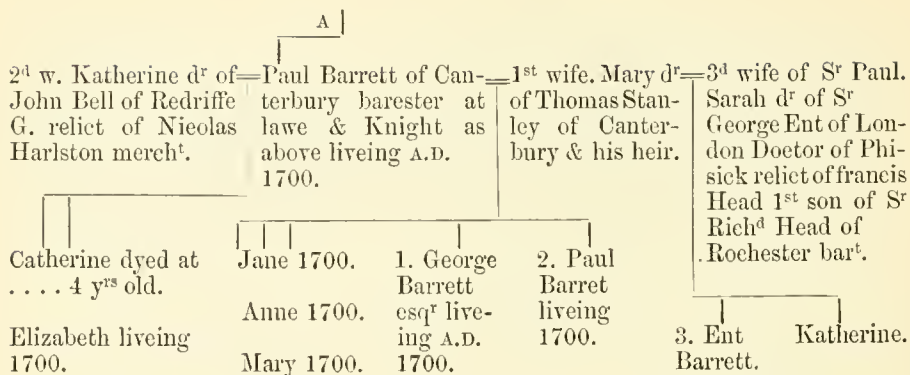 A
2ᵈ w. Katherine dʳ of
John Bell of Redriffe
G. relict of Nicolas
Harlston merchᵗ.
=Paul Barrett of Can-
terbury barester at
lawe & Knight as
above liveing A.D.
1700.
=1ˢᵗ wife. Mary dʳ
of Thomas Stan-
ley of Canter-
bury & his heir.
=3ᵈ wife of Sʳ Paul.
Sarah dʳ of Sʳ
George Ent of Lon-
don Doctor of Phi-
sick relict of francis
Head 1ˢᵗ son of Sʳ
Richᵈ Head of
Rochester barᵗ.
Catherine dyed at
. . . . 4 yʳˢ old.
Elizabeth liveing
1700.
Jane 1700.
Anne 1700.
Mary 1700.
1. George
Barrett
esqʳ live-
ing A.D.
1700.
2. Paul
Barret
liveing
1700.
3. Ent
Barrett.
Katherine.